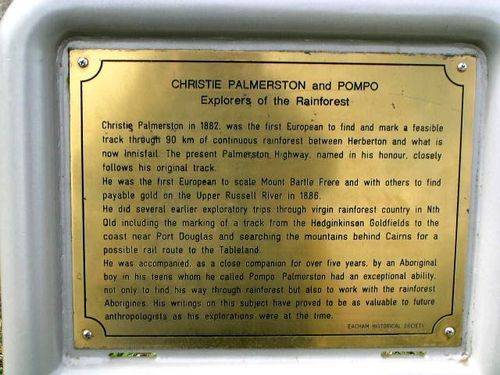 CHRISTIE PALMERSTON and POMPO
Explorers of the Rainforest
Christie Palmerston in 1882, was the first European to find and mark a feasible
track through 90 km of continuous rainforest between Herberton and what is
now Innisfail. The present Palmerston Highway, named in his honour, closely
follows his original track.
He was the first European to scale Mount Bartle Frere and with others to find
payable gold on the Upper Russell River in 1886.
He did several earlier exploratory trips through virgin rainforest country in Nth
Qld including the marking of a track from the Hedginkinsen Goldfields to the
coast near Port Douglas and searching the mountains behind Cairns for a
possible rail route to the Tableland.
He was accompanied, as a close companion for over five years, by an Aboriginal
boy in his teens whom he called Pompo. Palmerston had an exceptional ability,
not only to find his way through rainforest but also to work with the rainforest
Aborigines. His writings on this subject have proved to be as valuable to future
anthropologists as his explorations were at the time.
EACHAM HISTORICAL SOCIETY